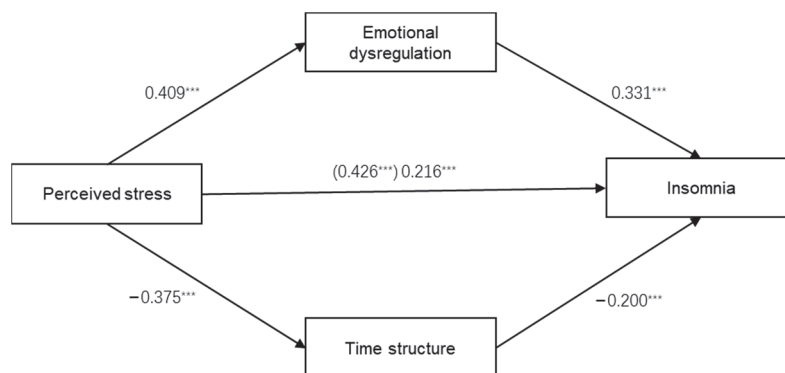 Emotional
dysregulation
0.409***
0.331***
(0.426***) 0.216***
Perceived stress
Insomnia
−0.375***
−0.200***
Time structure